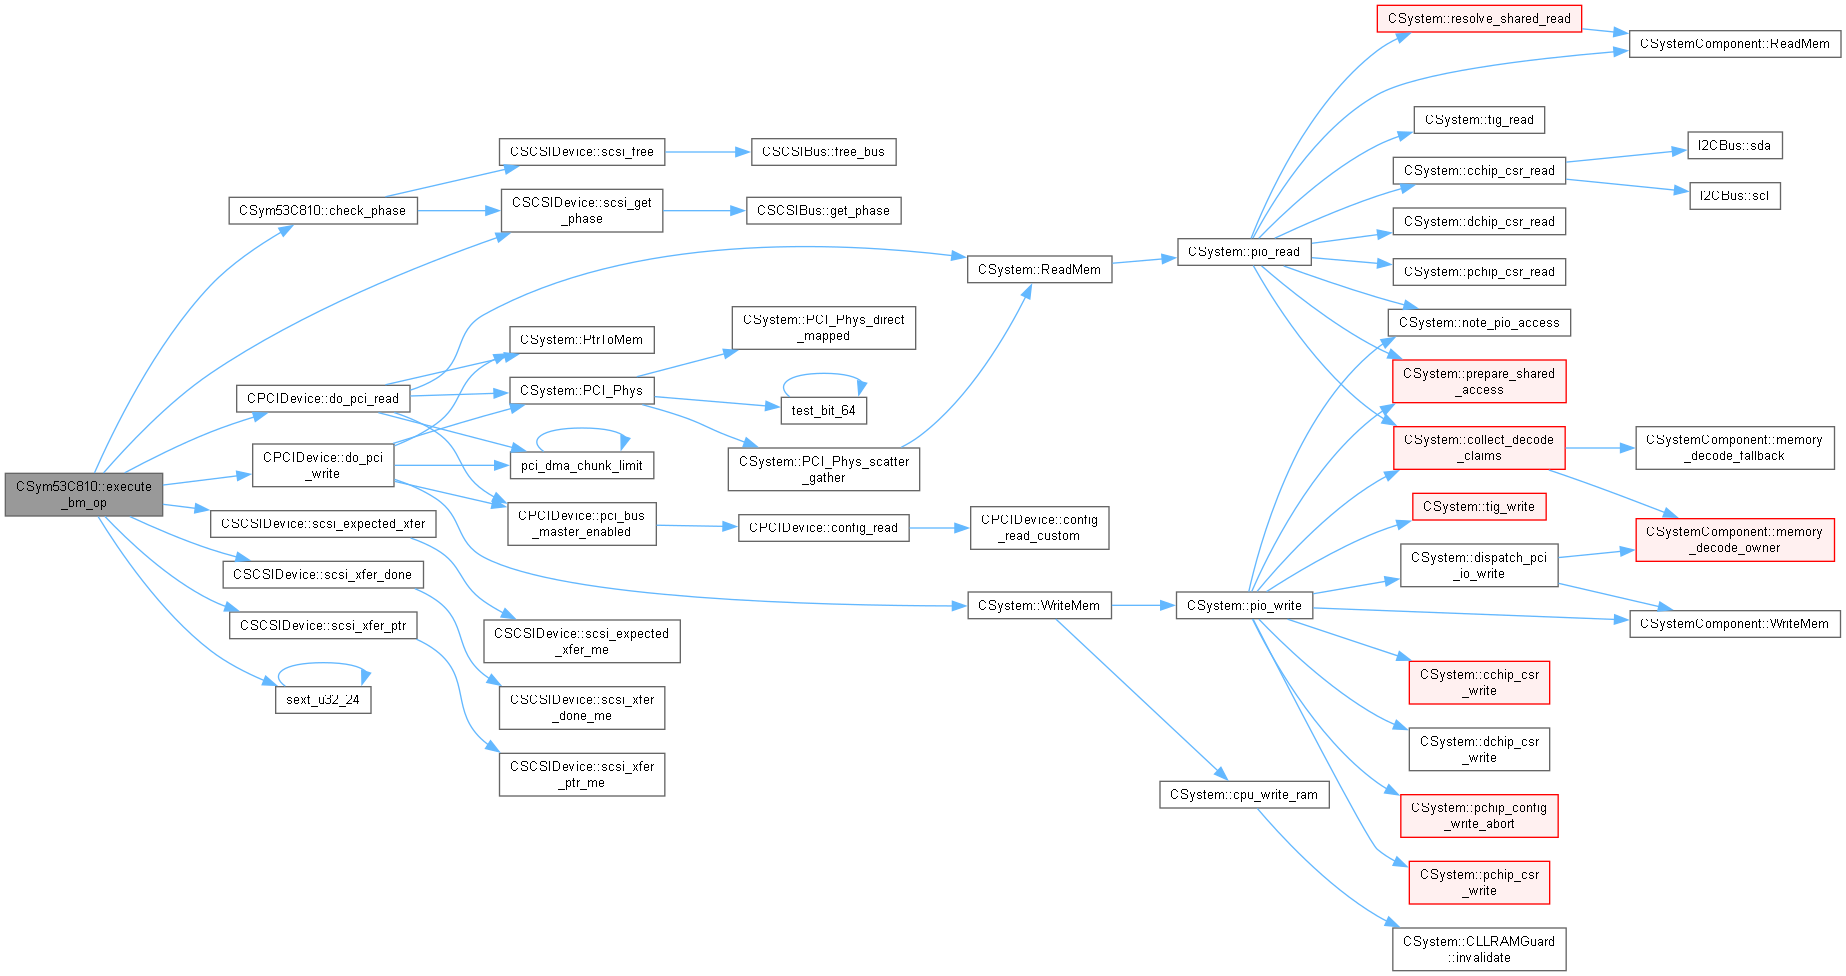 CSym53C810::execute
_bm_op
CSym53C810::check_phase
CSCSIDevice::scsi_free
CSCSIBus::free_bus
CSCSIDevice::scsi_get
_phase
CSCSIBus::get_phase
CPCIDevice::do_pci_read
CPCIDevice::do_pci
_write
CSCSIDevice::scsi_expected_xfer
CSCSIDevice::scsi_xfer_done
CSCSIDevice::scsi_xfer_ptr
sext_u32_24
CSystem::PtrToMem
CSystem::PCI_Phys
pci_dma_chunk_limit
CPCIDevice::pci_bus
_master_enabled
CSCSIDevice::scsi_expected
_xfer_me
CSCSIDevice::scsi_xfer
_done_me
CSCSIDevice::scsi_xfer
_ptr_me
CSystem::PCI_Phys_direct
_mapped
test_bit_64
CSystem::PCI_Phys_scatter
_gather
CPCIDevice::config_read
CPCIDevice::config
_read_custom
CSystem::ReadMem
CSystem::WriteMem
CSystem::pio_read
CSystem::pio_write
CSystem::cpu_write_ram
CSystem::resolve_shared_read
CSystemComponent::ReadMem
CSystem::tig_read
CSystem::cchip_csr_read
I2CBus::sda
I2CBus::scl
CSystem::dchip_csr_read
CSystem::pchip_csr_read
CSystem::note_pio_access
CSystem::prepare_shared
_access
CSystem::collect_decode
_claims
CSystemComponent::memory
_decode_fallback
CSystem::tig_write
CSystemComponent::memory
_decode_owner
CSystem::dispatch_pci
_io_write
CSystemComponent::WriteMem
CSystem::cchip_csr
_write
CSystem::dchip_csr
_write
CSystem::pchip_config
_write_abort
CSystem::pchip_csr
_write
CSystem::CLLRAMGuard
::invalidate